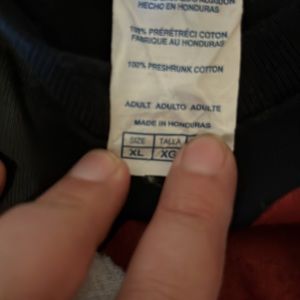 HECHO EN HONDURAS
100% PRÉRÉTRÉCI COTON
FABRIQUE AU HONDURAS
100% PRESHRUNK COTTON
ADULT ADULTO ADULTE
MADE IN HONDURAS
SIZE TALLA
XL XG